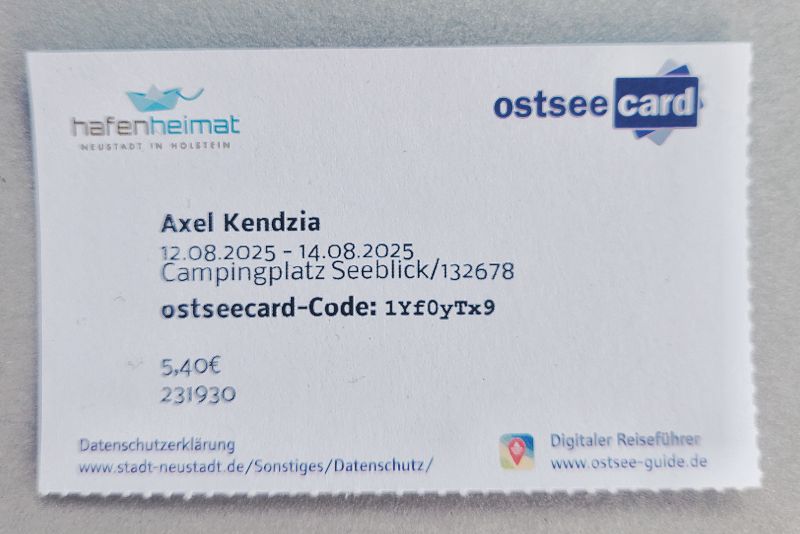 hafenheimat
NEUSTADT IN HOLSTEIN
ostseecard
Axel Kendzia
12.08.2025 - 14.08.2025
Campingplatz Seeblick/132678
ostseecard-Code: 1Yf0yTx9
5,40€
231930
Datenschutzerklärung
www.stadt-neustadt.de/Sonstiges/Datenschutz/
Digitaler Reiseführer
www.ostsee-guide.de